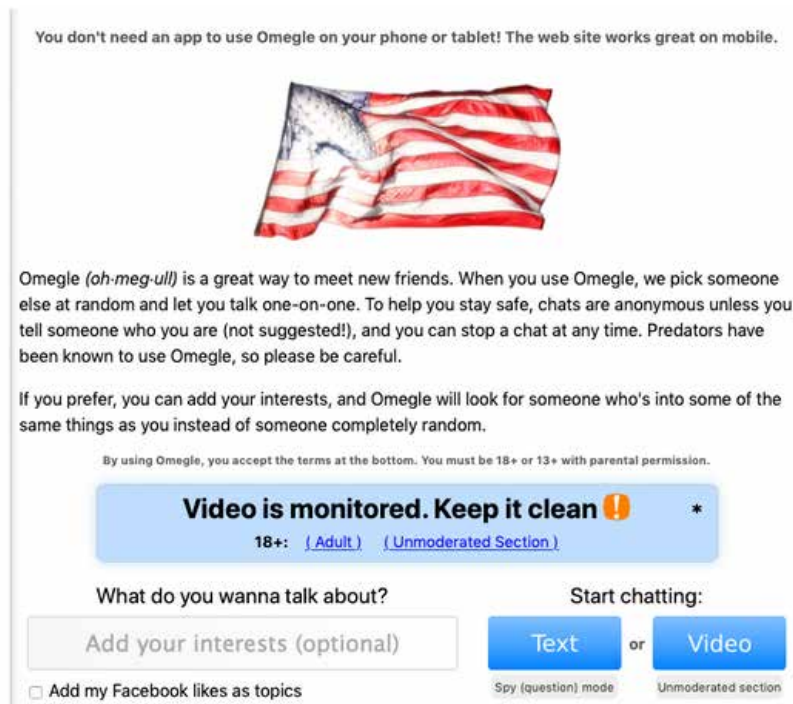 You don't need an app to use Omegle on your phone or tablet! The web site works great on mobile.
Omegle (oh·meg·ull) is a great way to meet new friends. When you use Omegle, we pick someone
else at random and let you talk one-on-one. To help you stay safe, chats are anonymous unless you
tell someone who you are (not suggested!), and you can stop a chat at any time. Predators have
been known to use Omegle, so please be careful.
If you prefer, you can add your interests, and Omegle will look for someone who's into some of the
same things as you instead of someone completely random.
By using Omegle, you accept the terms at the bottom. You must be 18+ or 13+ with parental permission.
Video is monitored. Keep it clean ! *
18+: ( Adult ) ( Unmoderated Section )
What do you wanna talk about? Start chatting:
Add your interests (optional) Text or Video
Add my Facebook likes as topics Spy (question) mode Unmoderated section